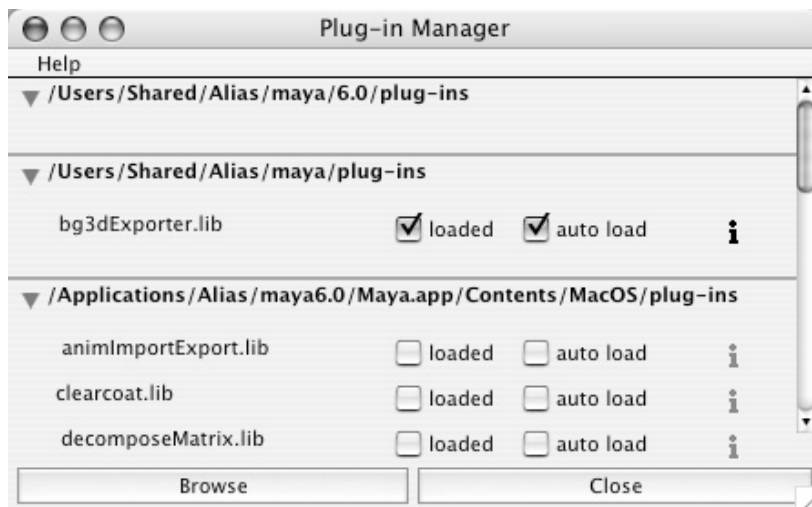 Plug-in Manager
Help
/Users/Shared/Alias/maya/6.0/plug-ins
/Users/Shared/Alias/maya/plug-ins
bg3dExporter.lib loaded auto load i
/Applications/Alias/maya6.0/Maya.app/Contents/MacOS/plug-ins
animImportExport.lib loaded auto load i
clearcoat.lib loaded auto load i
decomposeMatrix.lib loaded auto load i
Browse Close